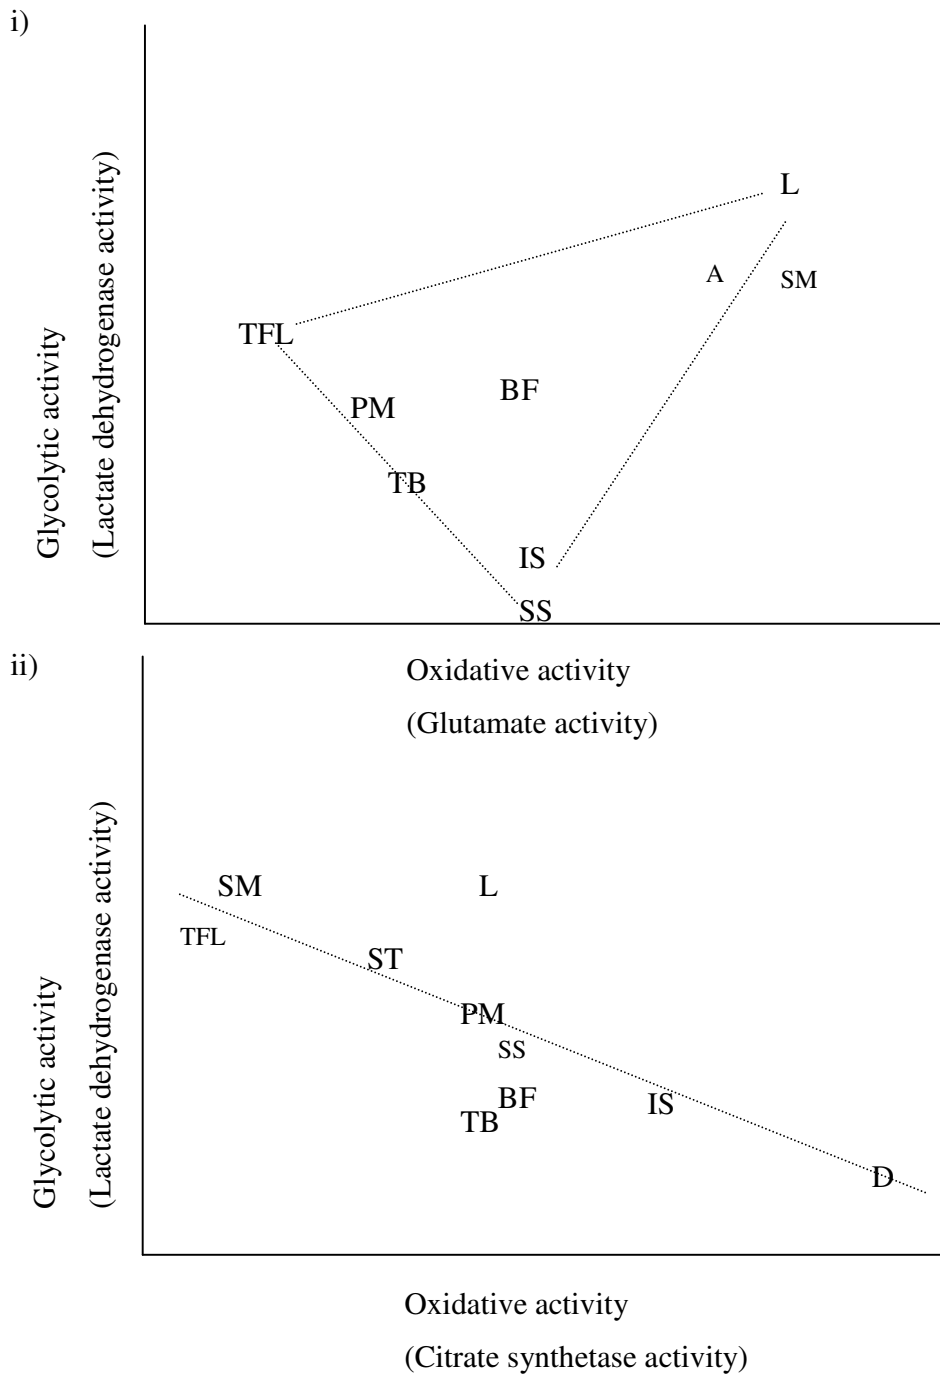 i)
Glycolytic activity
(Lactate dehydrogenase activity)
L
A
SM
TFL
BF
PM
TB
IS
SS
Oxidative activity
(Glutamate activity)
ii)
Glycolytic activity
(Lactate dehydrogenase activity)
SM
L
TFL
ST
PM
SS
BF
IS
TB
D
Oxidative activity
(Citrate synthetase activity)